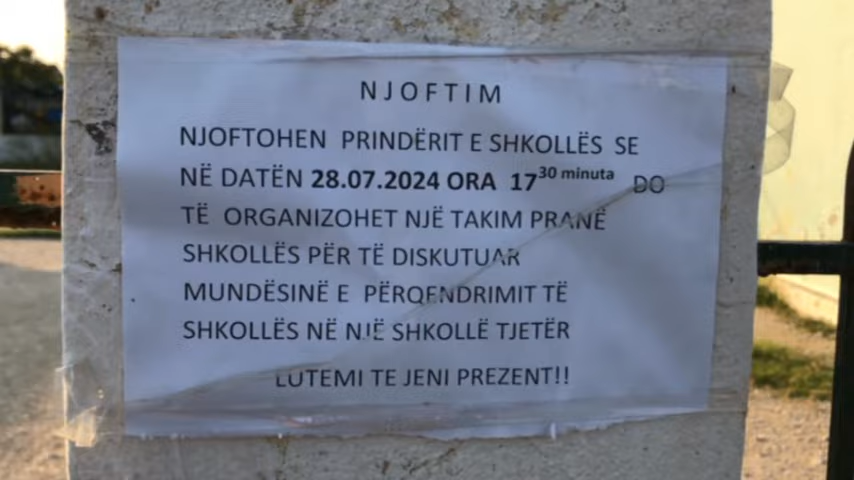 NJOFTIM
NJOFTOHEN PRINDËRIT E SHKOLLËS SE
NË DATËN 28.07.2024 ORA 17 30 minuta DO
TË ORGANIZOHET NJË TAKIM PRANË
SHKOLLËS PËR TË DISKUTUAR
MUNDËSINË E PËRQENDRIMIT TË
SHKOLLËS NË NJË SHKOLLË TJETËR
LUTEMI TE JENI PREZENT!!